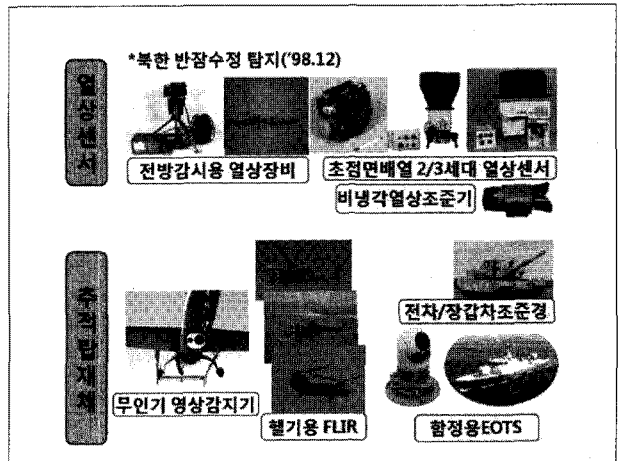 *북한 반잠수정 탐지('98.12)
열상센서
전방감시용 열상장비
초점면배열 2/3세대 열상센서
비냉각열상조준기
추적탑재체
전차/장갑차조준경
무인기 영상감지기
헬기용 FLIR
함정용EOTS